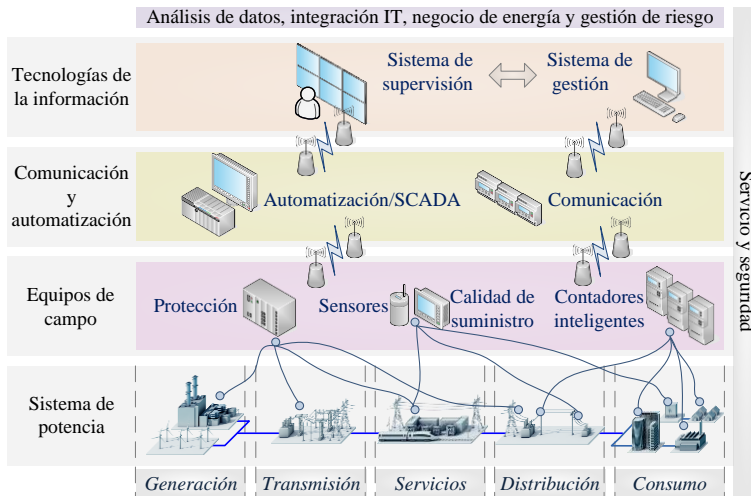 Análisis de datos, integración IT, negocio de energía y gestión de riesgo
Tecnologías de
la información
Sistema de
supervisión
Sistema de
gestión
Comunicación
y
automatización
Automatización/SCADA
Comunicación
Equipos de
campo
Protección
Sensores
Calidad de
suministro
Contadores
inteligentes
Sistema de
potencia
Generación
Transmisión
Servicios
Distribución
Consumo
Servicio y seguridad